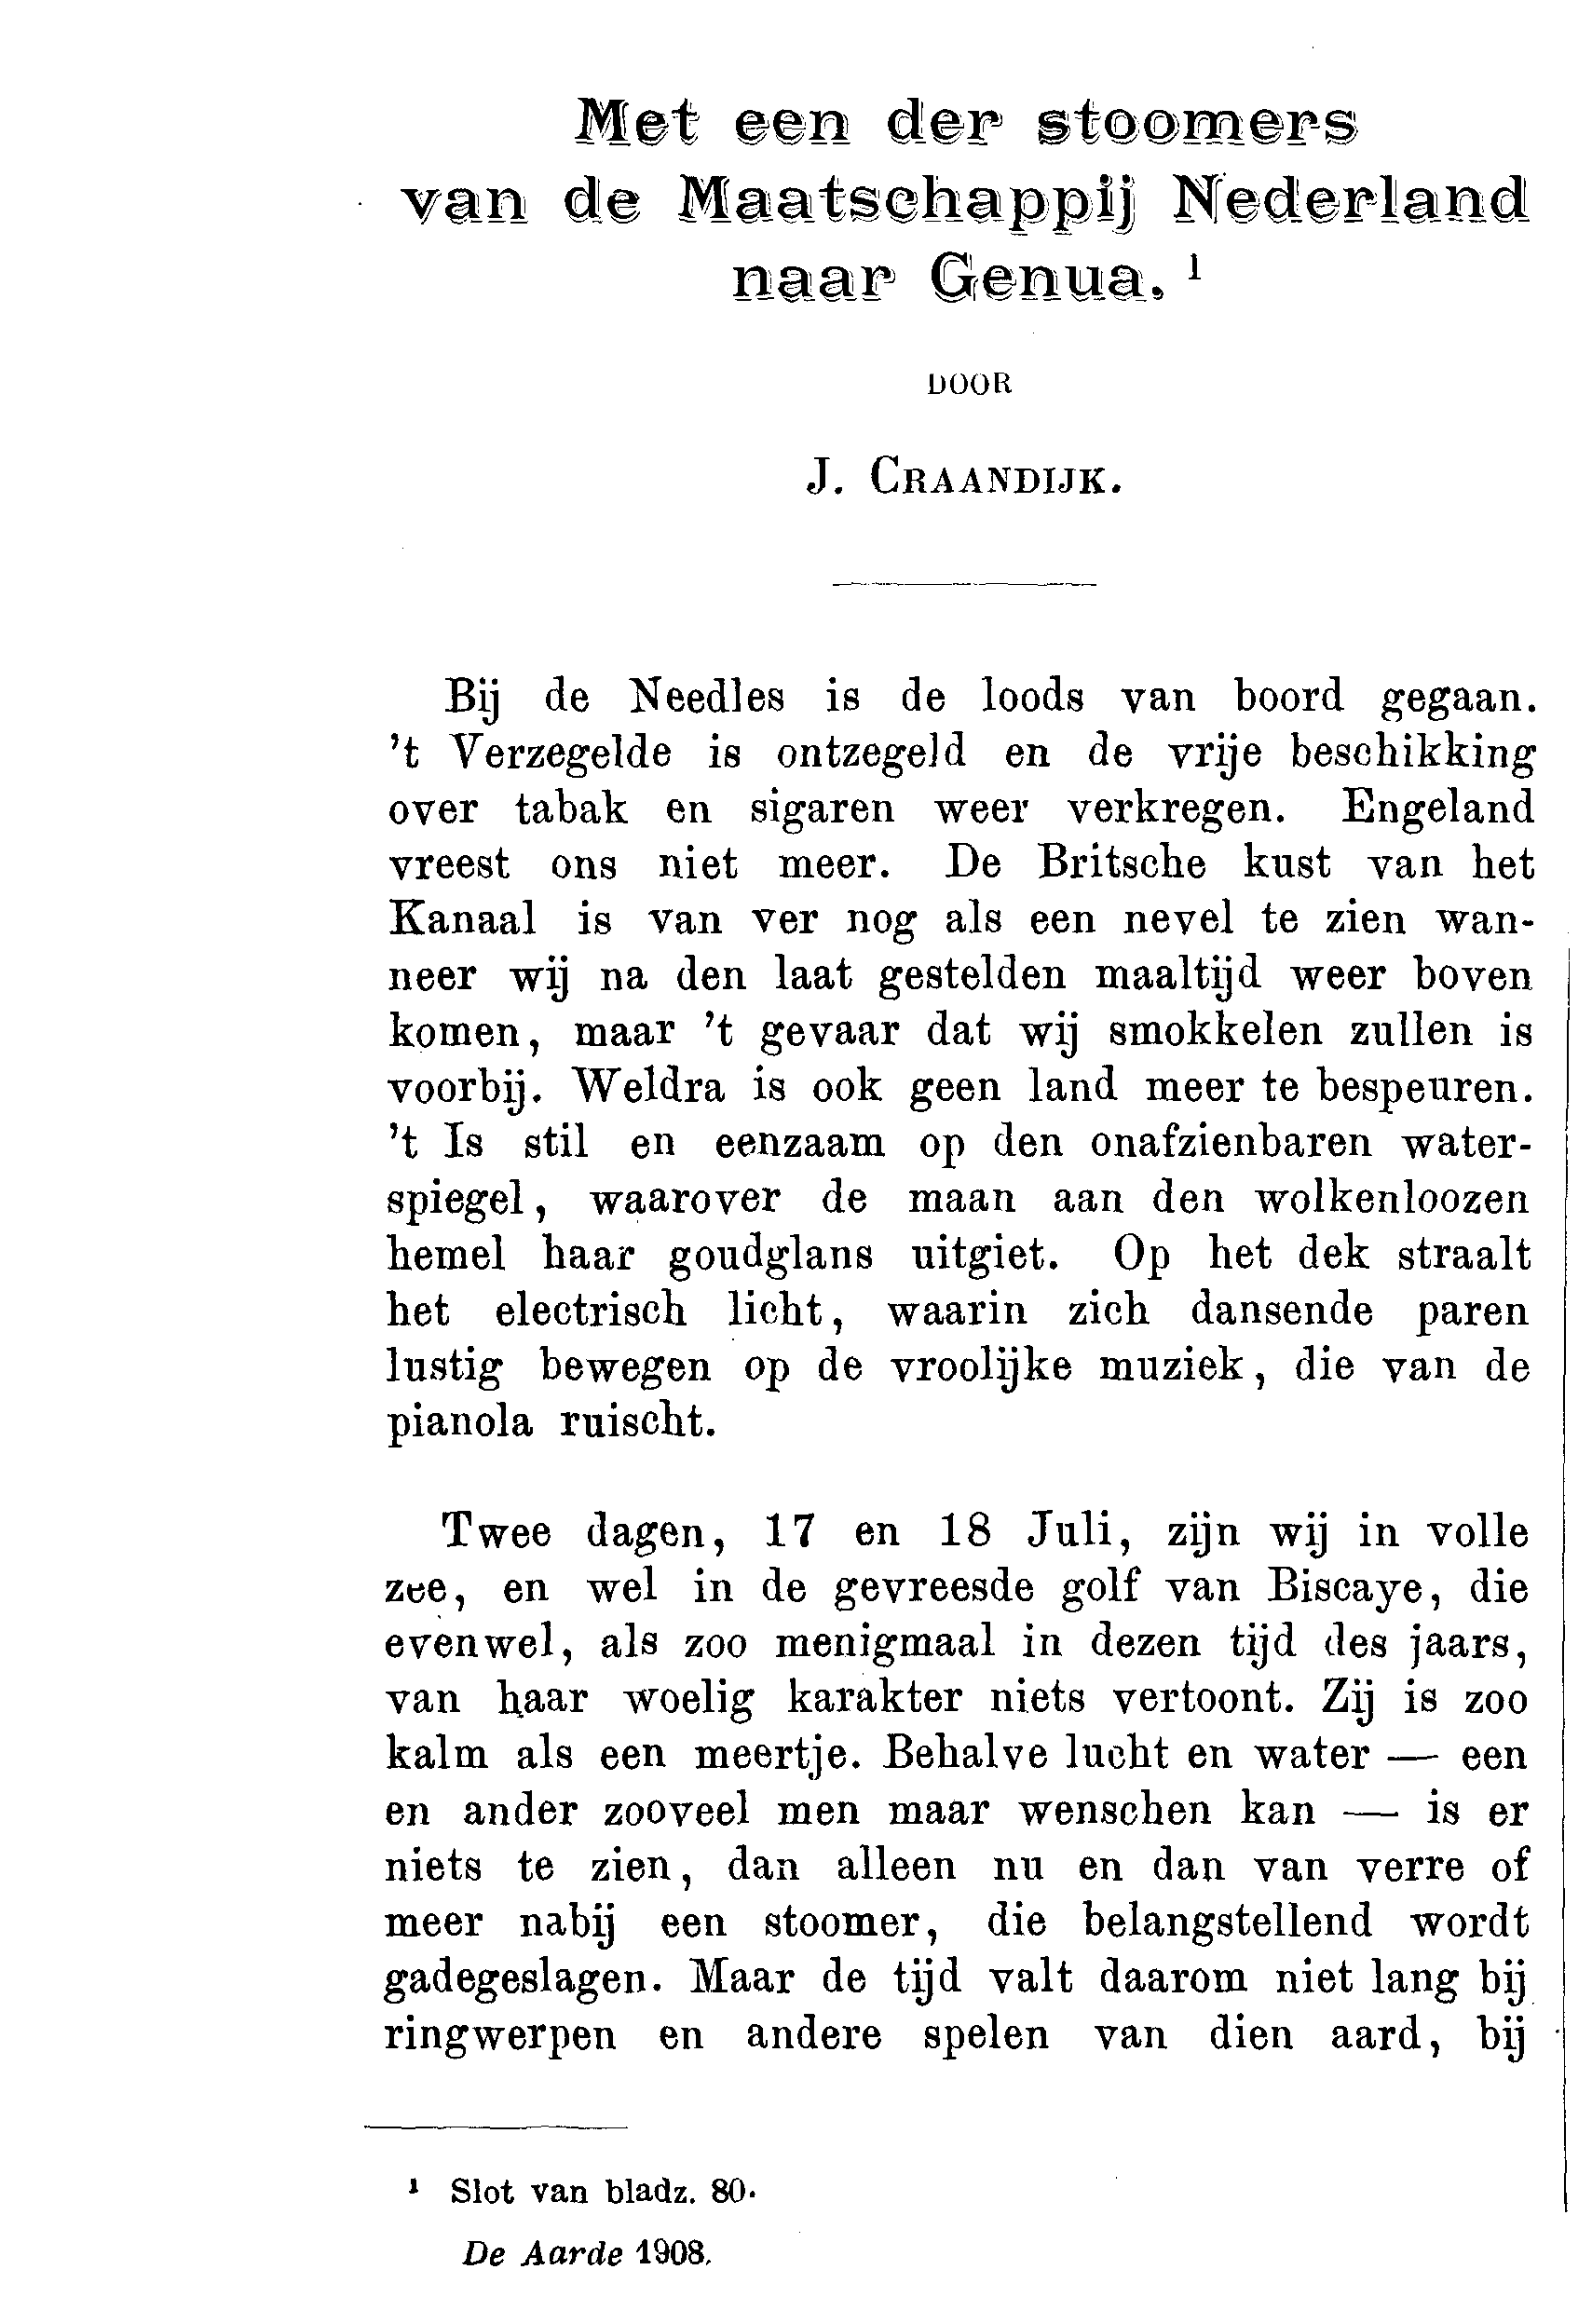 Met een der stoomers
van de Maatschappij Nederland
naar Genua. ¹
DOOR
J. CRAANDIJK.
Bij de Needles is de loods van boord gegaan.
't Verzegelde is ontzegeld en de vrije beschikking
over tabak en sigaren weer verkregen. Engeland
vreest ons niet meer. De Britsche kust van het
Kanaal is van ver nog als een nevel te zien wan-
neer wij na den laat gestelden maaltijd weer boven
komen, maar 't gevaar dat wij smokkelen zullen is
voorbij. Weldra is ook geen land meer te bespeuren.
't Is stil en eenzaam op den onafzienbaren water-
spiegel, waarover de maan aan den wolkenloozen
hemel haar goudglans uitgiet. Op het dek straalt
het electrisch licht, waarin zich dansende paren
lustig bewegen op de vroolijke muziek, die van de
pianola ruischt.
Twee dagen, 17 en 18 Juli, zijn wij in volle
zee, en wel in de gevreesde golf van Biscaye, die
evenwel, als zoo menigmaal in dezen tijd des jaars,
van haar woelig karakter niets vertoont. Zij is zoo
kalm als een meertje. Behalve lucht en water — een
en ander zooveel men maar wenschen kan — is er
niets te zien, dan alleen nu en dan van verre of
meer nabij een stoomer, die belangstellend wordt
gadegeslagen. Maar de tijd valt daarom niet lang bij
ringwerpen en andere spelen van dien aard, bij
¹ Slot van bladz. 80.
De Aarde 1908.